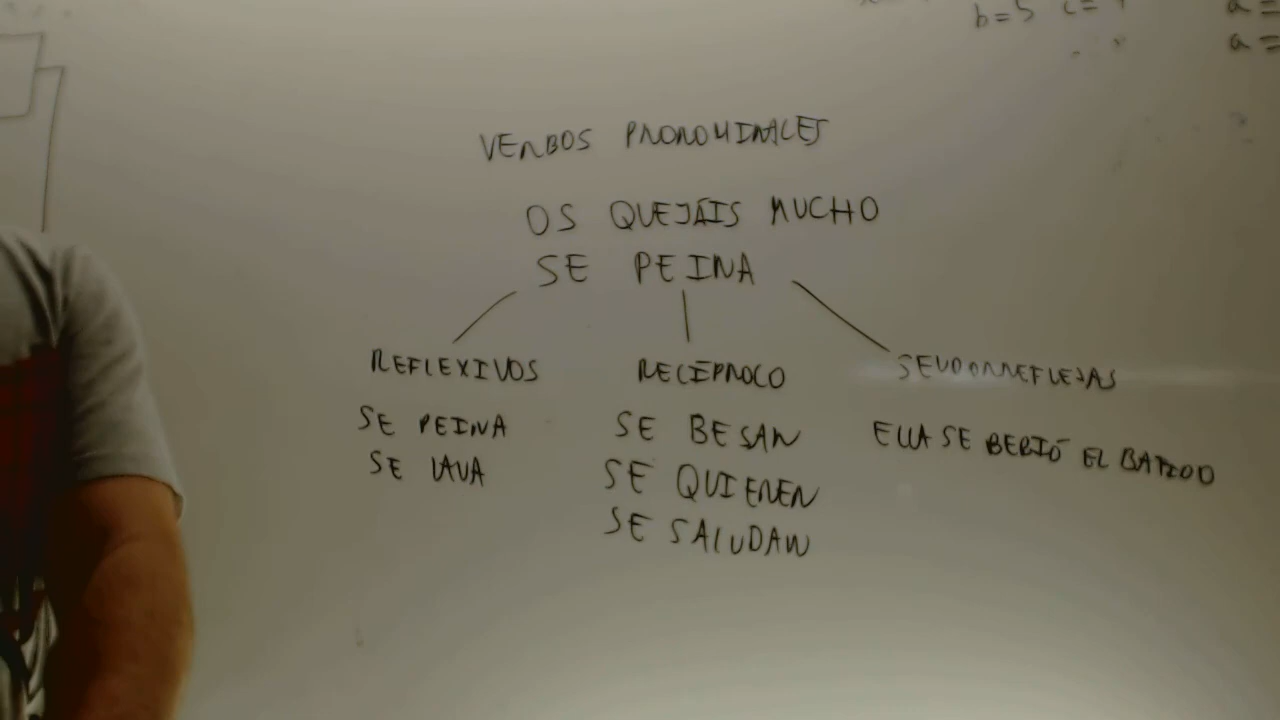 b=5 c=
a=
a=
VERBOS PRONOMINALES
OS QUEJÁIS MUCHO
SE PEINA
REFLEXIVOS
SE PEINA
SE LAVA
RECÍPROCO
SE BESAN
SE QUIEREN
SE SALUDAN
SEUDORREFLEJAS
ELLA SE BEBIÓ EL BATIDO